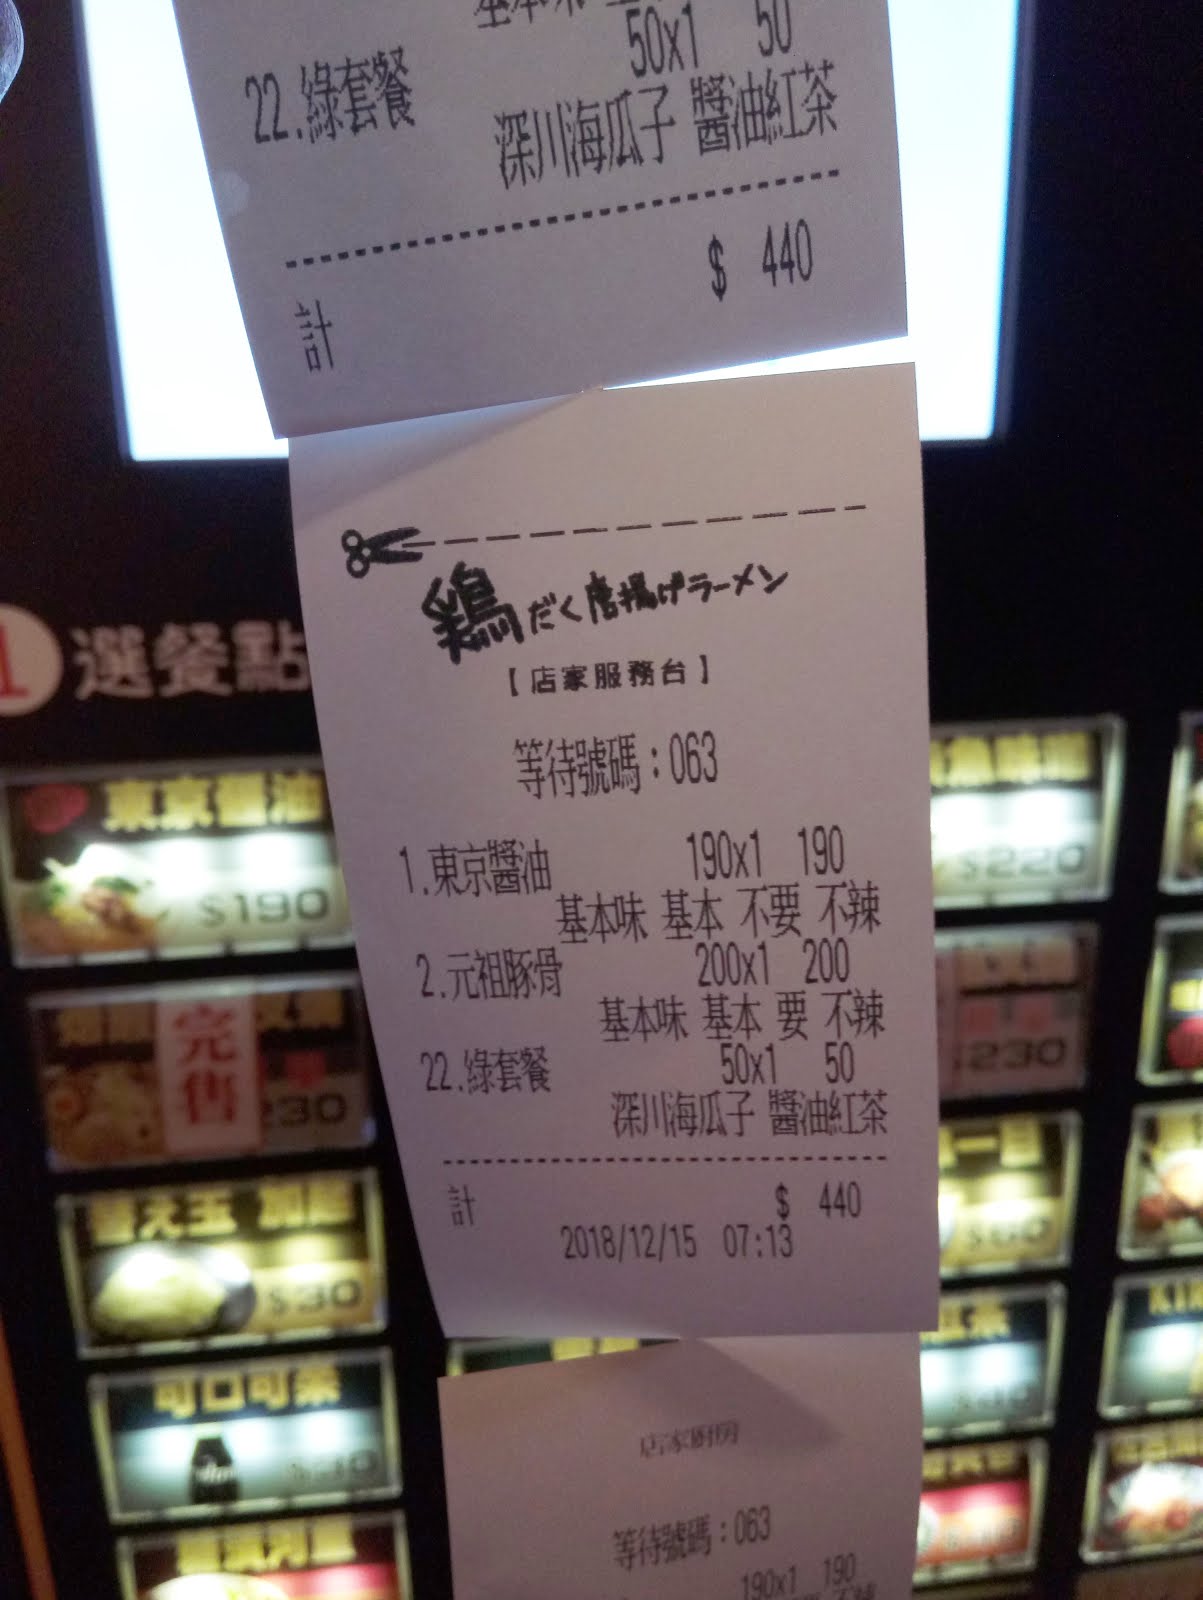 50x1 50
22.綠套餐
深川海瓜子 醬油紅茶
$ 440
計
鶏だく唐揚げラーメン
【店家服務台】
等待號碼：063
1.東京醬油 190x1 190
基本味 基本 不要 不辣
2.元祖豚骨 200x1 200
基本味 基本 要 不辣
22.綠套餐 50x1 50
深川海瓜子 醬油紅茶
計 $ 440
2018/12/15 07:13
店家廚房
等待號碼：063
190x1 190
1 選餐點
東京醬油
$190
完售
230
加麵
$30
可口可樂
$220
$230